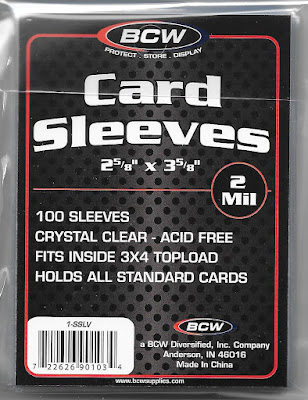 BCW
PROTECT . STORE . DISPLAY
Card
Sleeves
2 5/8" x 3 5/8"
2
Mil
100 SLEEVES
CRYSTAL CLEAR - ACID FREE
FITS INSIDE 3X4 TOPLOAD
HOLDS ALL STANDARD CARDS
1-SSLV
7 22626 90103 4
BCW
a BCW Diversified, Inc. Company
Anderson, IN 46016
Made In China
www.bcwsupplies.com